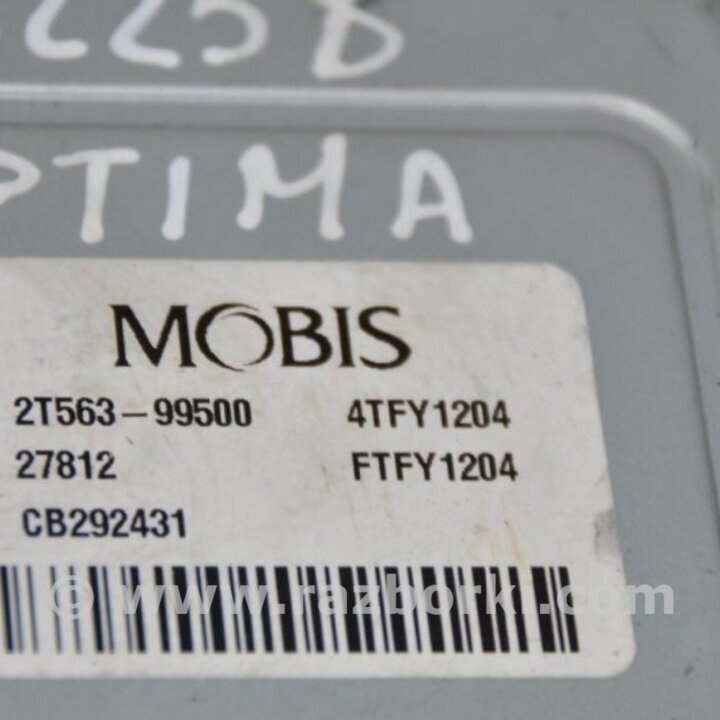 PTIMA
MOBIS
2T563-99500 4TFY1204
27812 FTFY1204
CB292431
© www.razborki.com